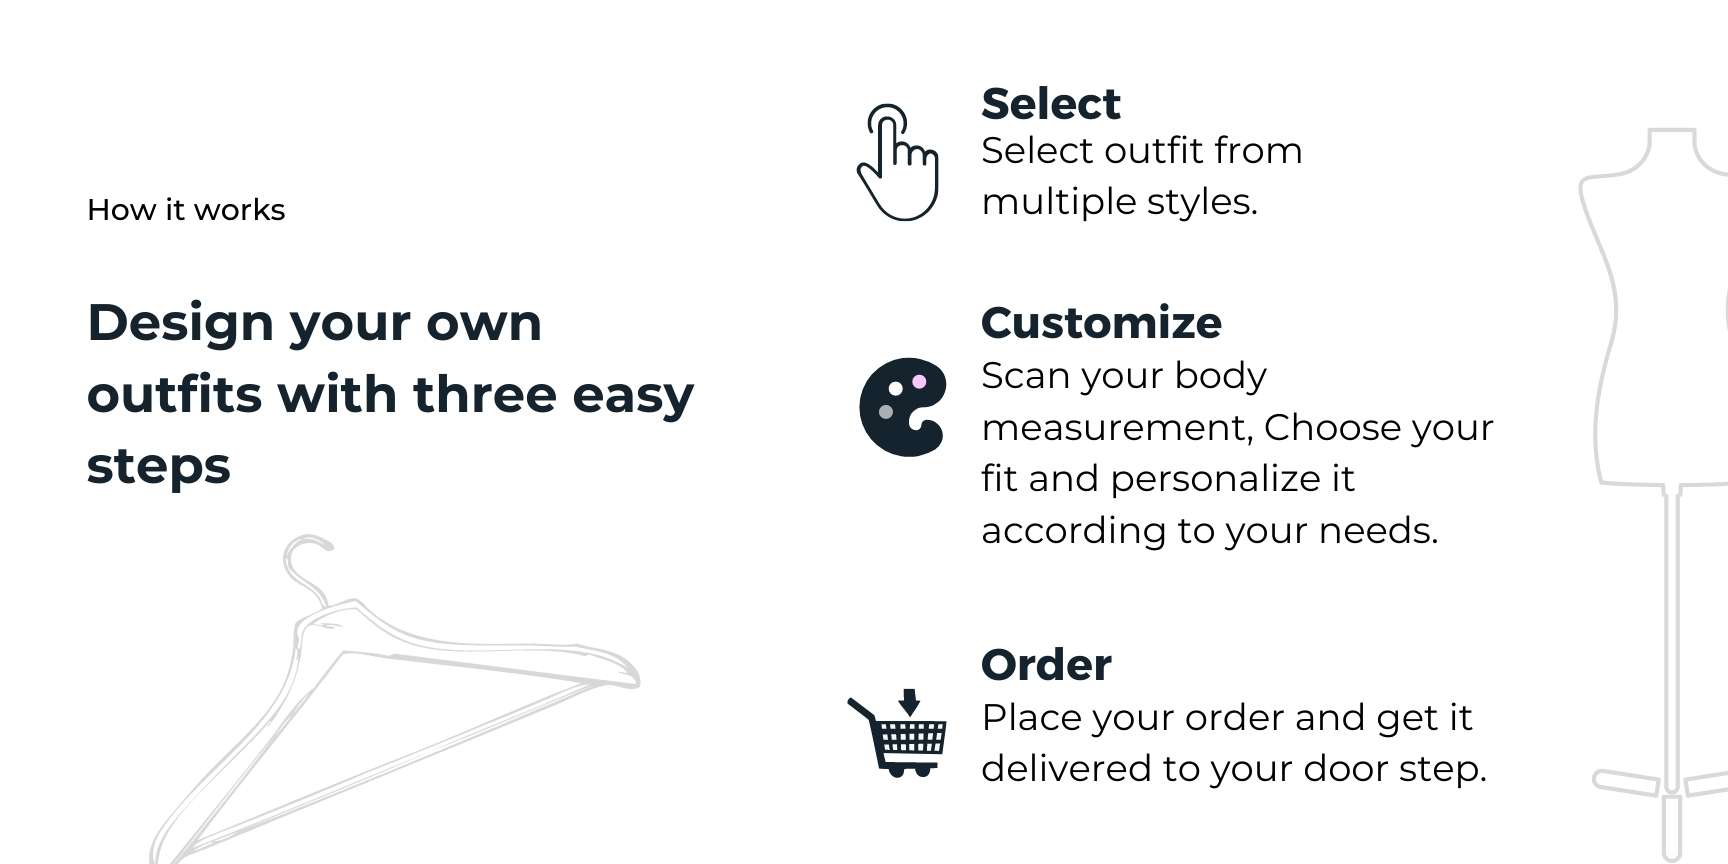 How it works
Design your own
outfits with three easy
steps
Select
Select outfit from
multiple styles.
Customize
Scan your body
measurement, Choose your
fit and personalize it
according to your needs.
Order
Place your order and get it
delivered to your door step.